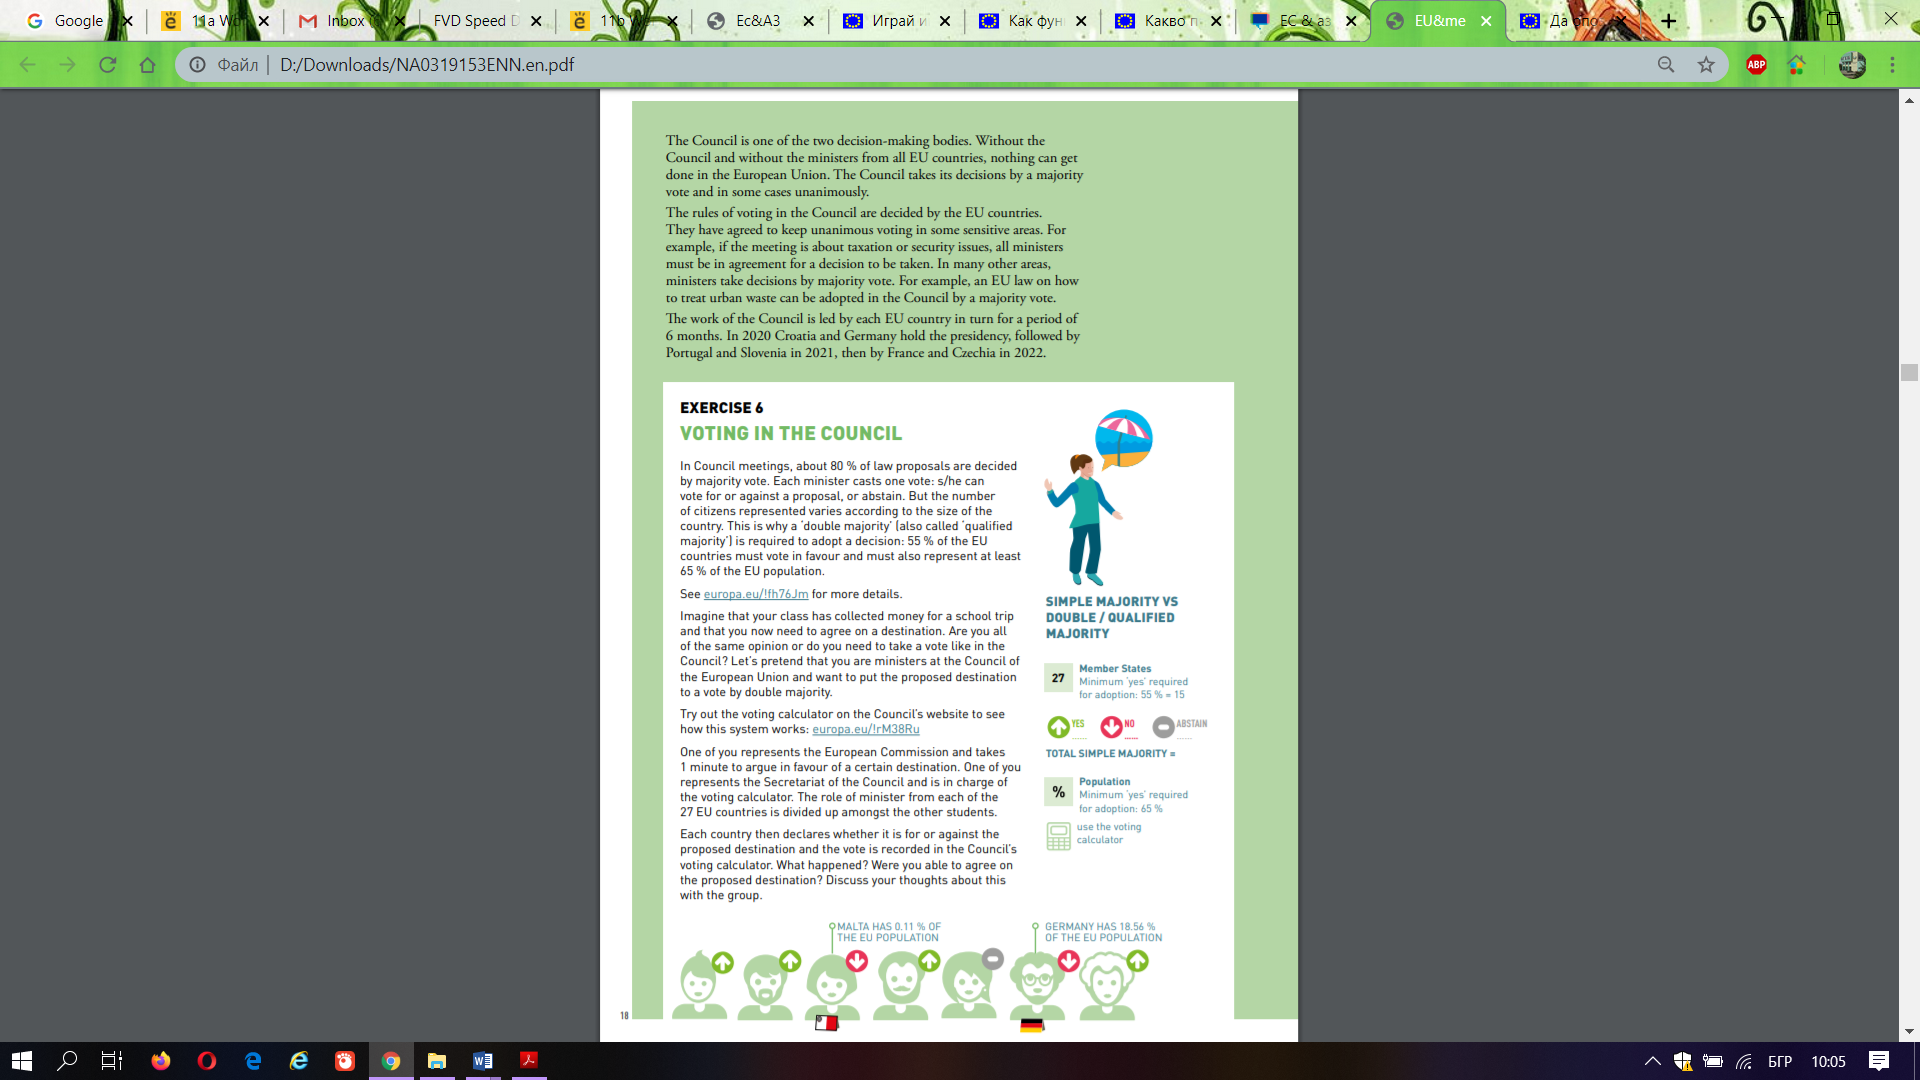 Google
11a Wo
Inbox (
FVD Speed D
11b We
Ec&A3
Играй и
Как фун
Какво п
ЕС & аз
EU&me
Да опо
Файл
D:/Downloads/NA0319153ENN.en.pdf
ABP
The Council is one of the two decision-making bodies. Without the
Council and without the ministers from all EU countries, nothing can get
done in the European Union. The Council takes its decisions by a majority
vote and in some cases unanimously.
The rules of voting in the Council are decided by the EU countries.
They have agreed to keep unanimous voting in some sensitive areas. For
example, if the meeting is about taxation or security issues, all ministers
must be in agreement for a decision to be taken. In many other areas,
ministers take decisions by majority vote. For example, an EU law on how
to treat urban waste can be adopted in the Council by a majority vote.
The work of the Council is led by each EU country in turn for a period of
6 months. In 2020 Croatia and Germany hold the presidency, followed by
Portugal and Slovenia in 2021, then by France and Czechia in 2022.
EXERCISE 6
VOTING IN THE COUNCIL
In Council meetings, about 80 % of law proposals are decided
by majority vote. Each minister casts one vote: s/he can
vote for or against a proposal, or abstain. But the number
of citizens represented varies according to the size of the
country. This is why a ‘double majority’ (also called ‘qualified
majority’) is required to adopt a decision: 55 % of the EU
countries must vote in favour and must also represent at least
65 % of the EU population.
See europa.eu/!fh76Jm for more details.
Imagine that your class has collected money for a school trip
and that you now need to agree on a destination. Are you all
of the same opinion or do you need to take a vote like in the
Council? Let’s pretend that you are ministers at the Council of
the European Union and want to put the proposed destination
to a vote by double majority.
Try out the voting calculator on the Council’s website to see
how this system works: europa.eu/!rM38Ru
One of you represents the European Commission and takes
1 minute to argue in favour of a certain destination. One of you
represents the Secretariat of the Council and is in charge of
the voting calculator. The role of minister from each of the
27 EU countries is divided up amongst the other students.
Each country then declares whether it is for or against the
proposed destination and the vote is recorded in the Council’s
voting calculator. What happened? Were you able to agree on
the proposed destination? Discuss your thoughts about this
with the group.
SIMPLE MAJORITY VS
DOUBLE / QUALIFIED
MAJORITY
27
Member States
Minimum ‘yes’ required
for adoption: 55 % = 15
YES
NO
ABSTAIN
TOTAL SIMPLE MAJORITY =
%
Population
Minimum ‘yes’ required
for adoption: 65 %
use the voting
calculator
MALTA HAS 0.11 % OF
THE EU POPULATION
GERMANY HAS 18.56 %
OF THE EU POPULATION
18
БГР
10:05